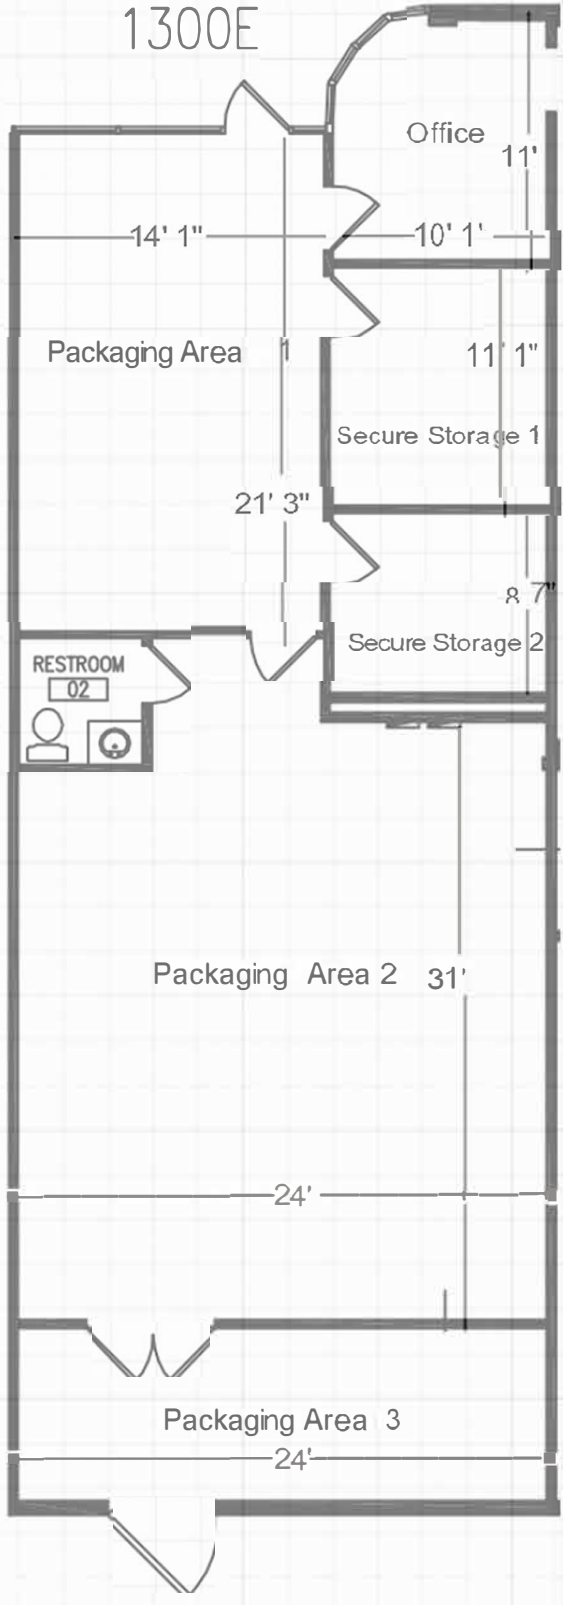 1300E
Office
11'
14' 1"
10' 1'
Packaging Area 1
11' 1"
Secure Storage 1
21' 3"
8 7"
Secure Storage 2
RESTROOM
02
Packaging Area 2
31'
24'
Packaging Area 3
24'